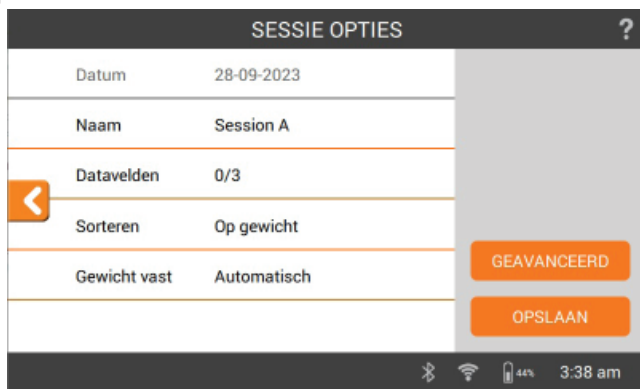 SESSIE OPTIES ?
Datum 28-09-2023
Naam Session A
Datavelden 0/3
Sorteren Op gewicht
Gewicht vast Automatisch
GEAVANCEERD
OPSLAAN
44% 3:38 am